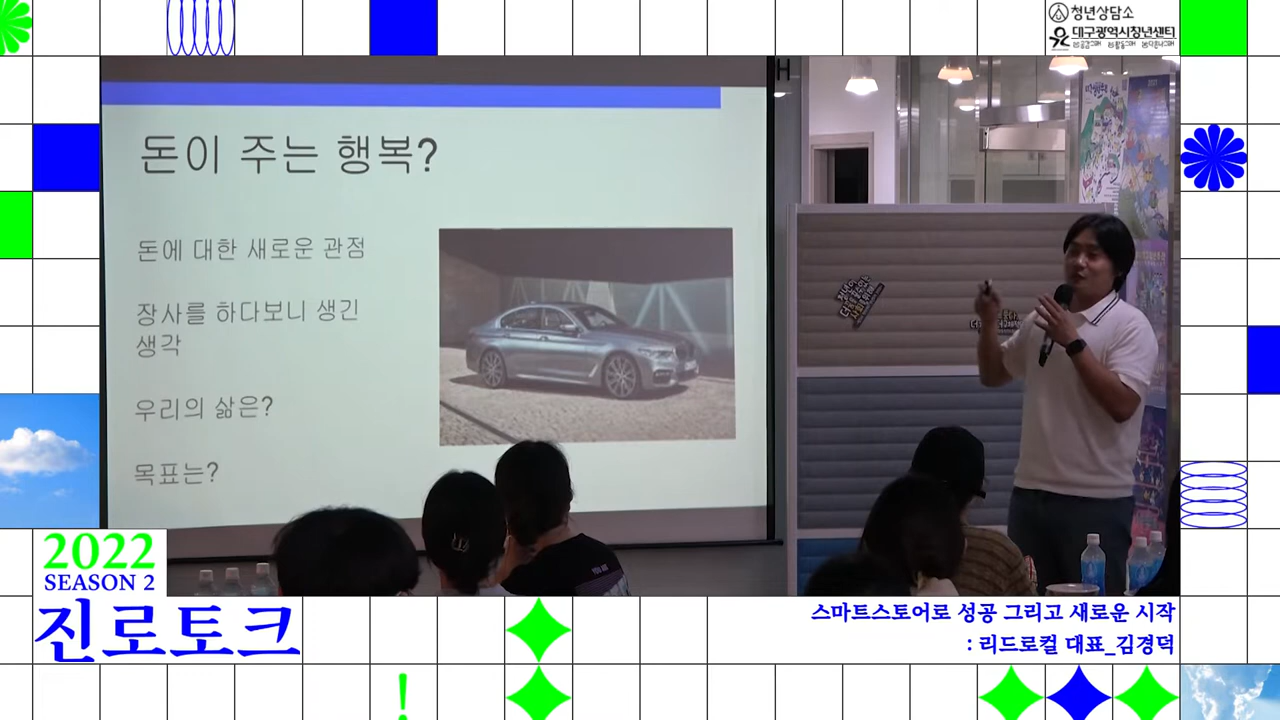 청년상담소
대구광역시청년센터
돈이 주는 행복?
돈에 대한 새로운 관점
장사를 하다보니 생긴
생각
우리의 삶은?
목표는?
2022
SEASON 2
진로토크
스마트스토어로 성공 그리고 새로운 시작
: 리드로컬 대표_김경덕